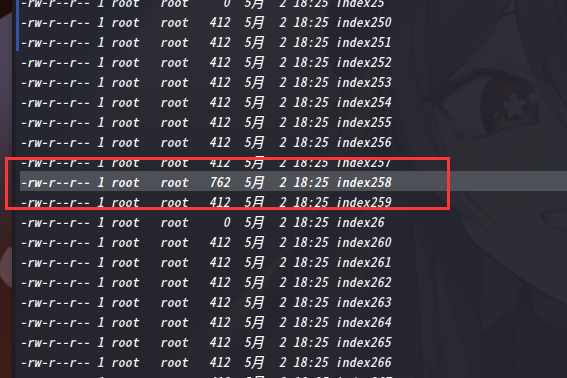 -rw-r--r-- 1 root root 0 5月 2 18:25 index25
-rw-r--r-- 1 root root 412 5月 2 18:25 index250
-rw-r--r-- 1 root root 412 5月 2 18:25 index251
-rw-r--r-- 1 root root 412 5月 2 18:25 index252
-rw-r--r-- 1 root root 412 5月 2 18:25 index253
-rw-r--r-- 1 root root 412 5月 2 18:25 index254
-rw-r--r-- 1 root root 412 5月 2 18:25 index255
-rw-r--r-- 1 root root 412 5月 2 18:25 index256
-rw-r--r-- 1 root root 412 5月 2 18:25 index257
-rw-r--r-- 1 root root 762 5月 2 18:25 index258
-rw-r--r-- 1 root root 412 5月 2 18:25 index259
-rw-r--r-- 1 root root 0 5月 2 18:25 index26
-rw-r--r-- 1 root root 412 5月 2 18:25 index260
-rw-r--r-- 1 root root 412 5月 2 18:25 index261
-rw-r--r-- 1 root root 412 5月 2 18:25 index262
-rw-r--r-- 1 root root 412 5月 2 18:25 index263
-rw-r--r-- 1 root root 412 5月 2 18:25 index264
-rw-r--r-- 1 root root 412 5月 2 18:25 index265
-rw-r--r-- 1 root root 412 5月 2 18:25 index266